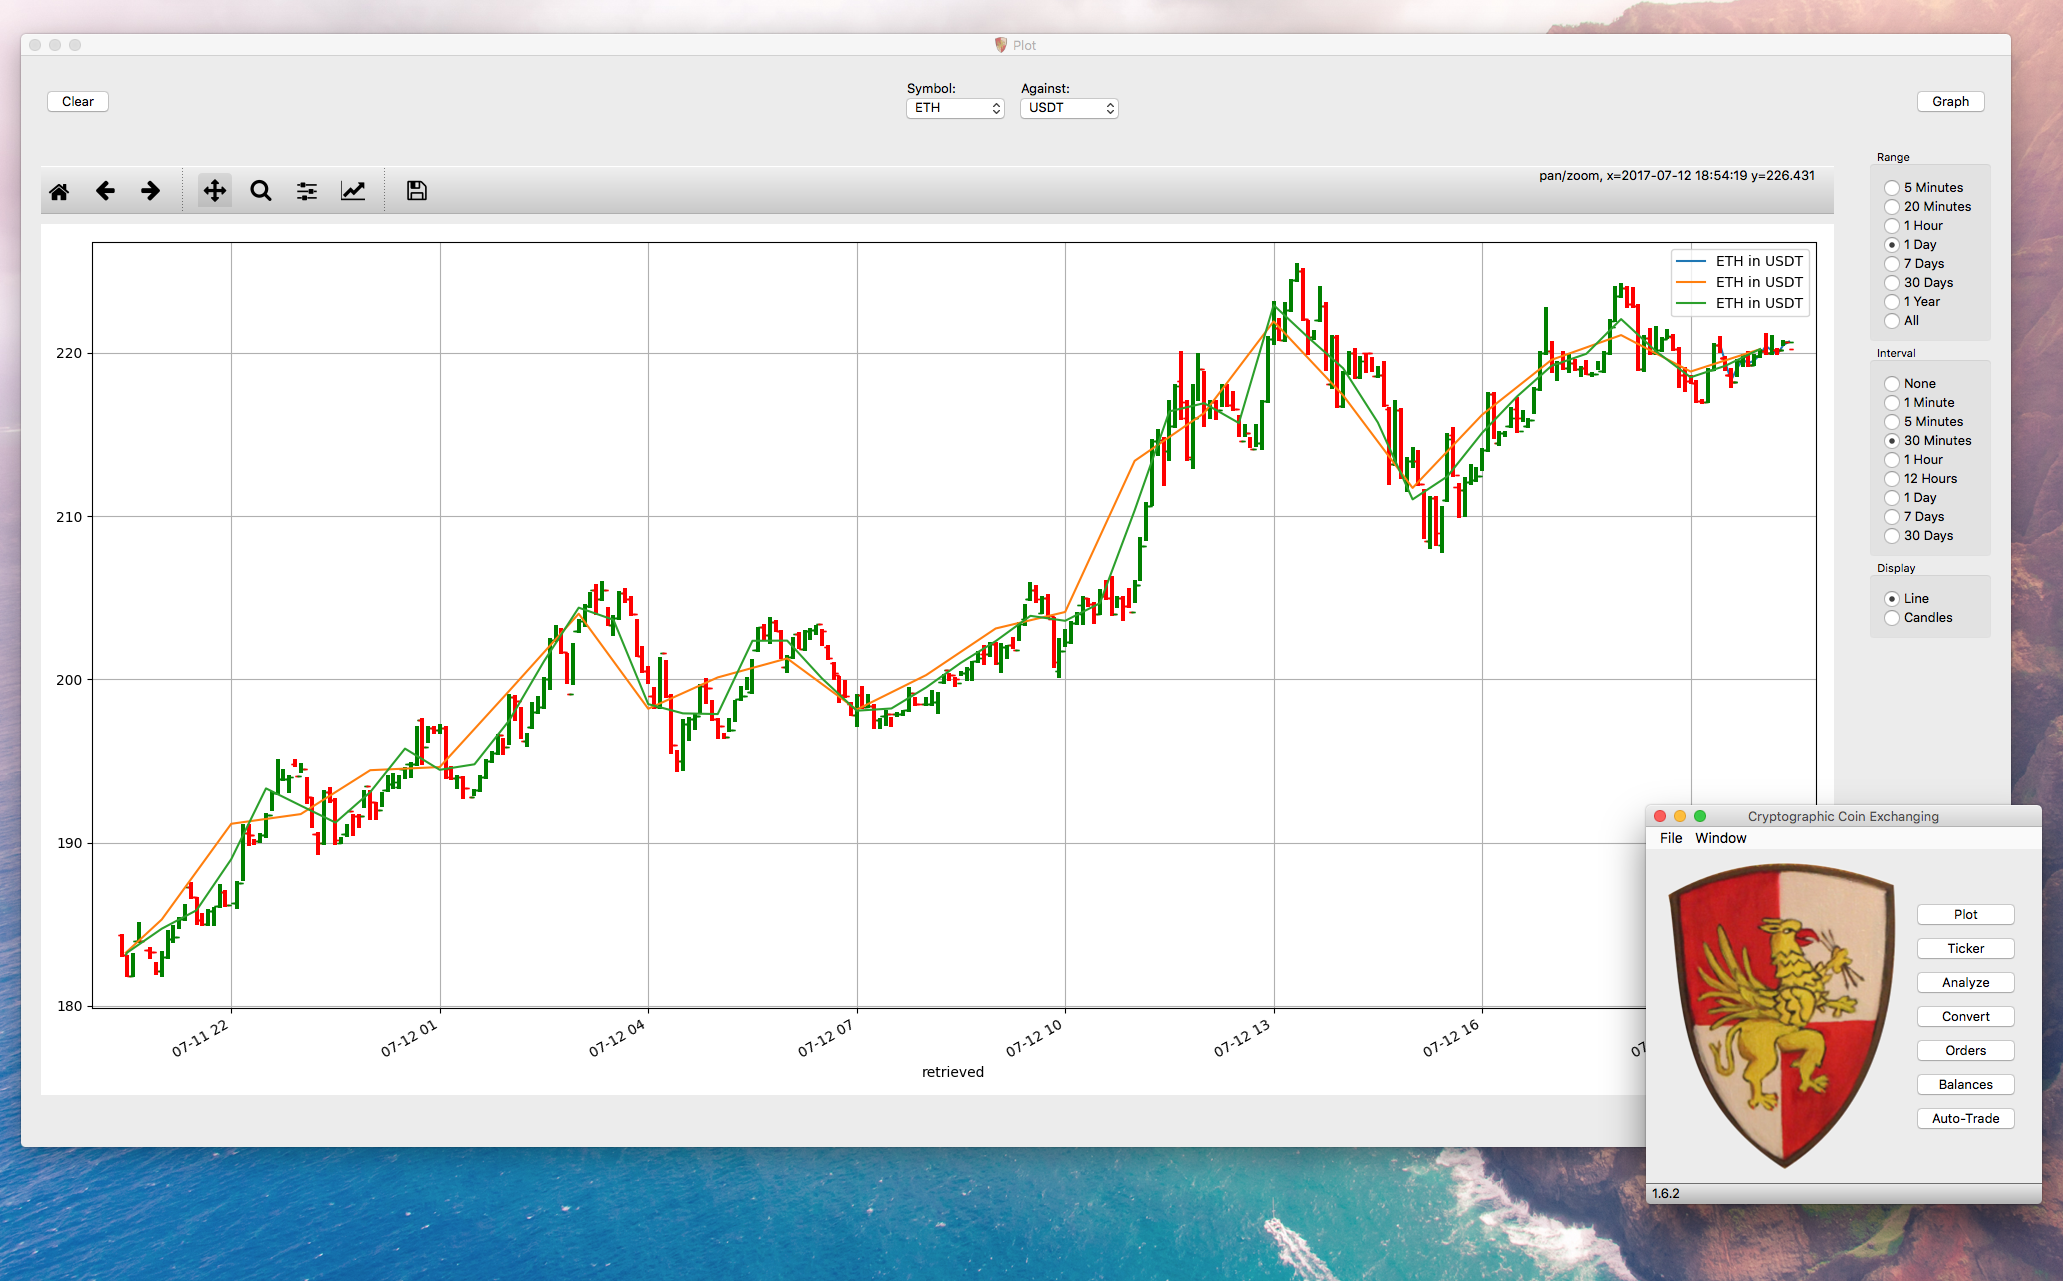 Plot
Symbol:
Against:
Clear
ETH
USDT
Graph
pan/zoom, x=2017-07-12 18:54:19 y=226.431
Range
5 Minutes
20 Minutes
1 Hour
1 Day
7 Days
30 Days
1 Year
All
Interval
None
1 Minute
5 Minutes
30 Minutes
1 Hour
12 Hours
1 Day
7 Days
30 Days
Display
Line
Candles
ETH in USDT
ETH in USDT
ETH in USDT
220
210
200
190
180
07-11 22
07-12 01
07-12 04
07-12 07
07-12 10
07-12 13
07-12 16
retrieved
Cryptographic Coin Exchanging
File Window
Plot
Ticker
Analyze
Convert
Orders
Balances
Auto-Trade
1.6.2